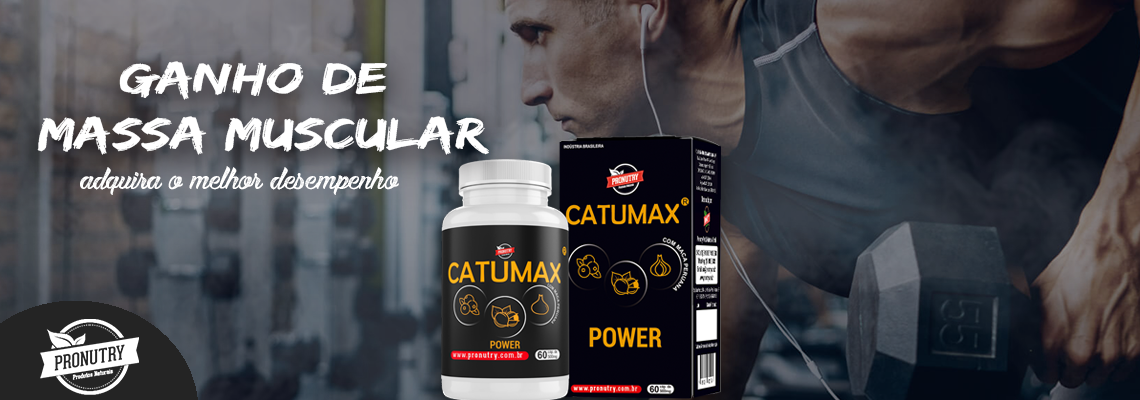 GANHO DE
MASSA MUSCULAR
adquira o melhor desempenho
PRONUTRY
Produtos Naturais
PRONUTRY
CATUMAX®
POWER
www.pronutry.com.br
60
INDÚSTRIA BRASILEIRA
PRONUTRY
CATUMAX®
COM MACA PERUANA
POWER
www.pronutry.com.br
60
55